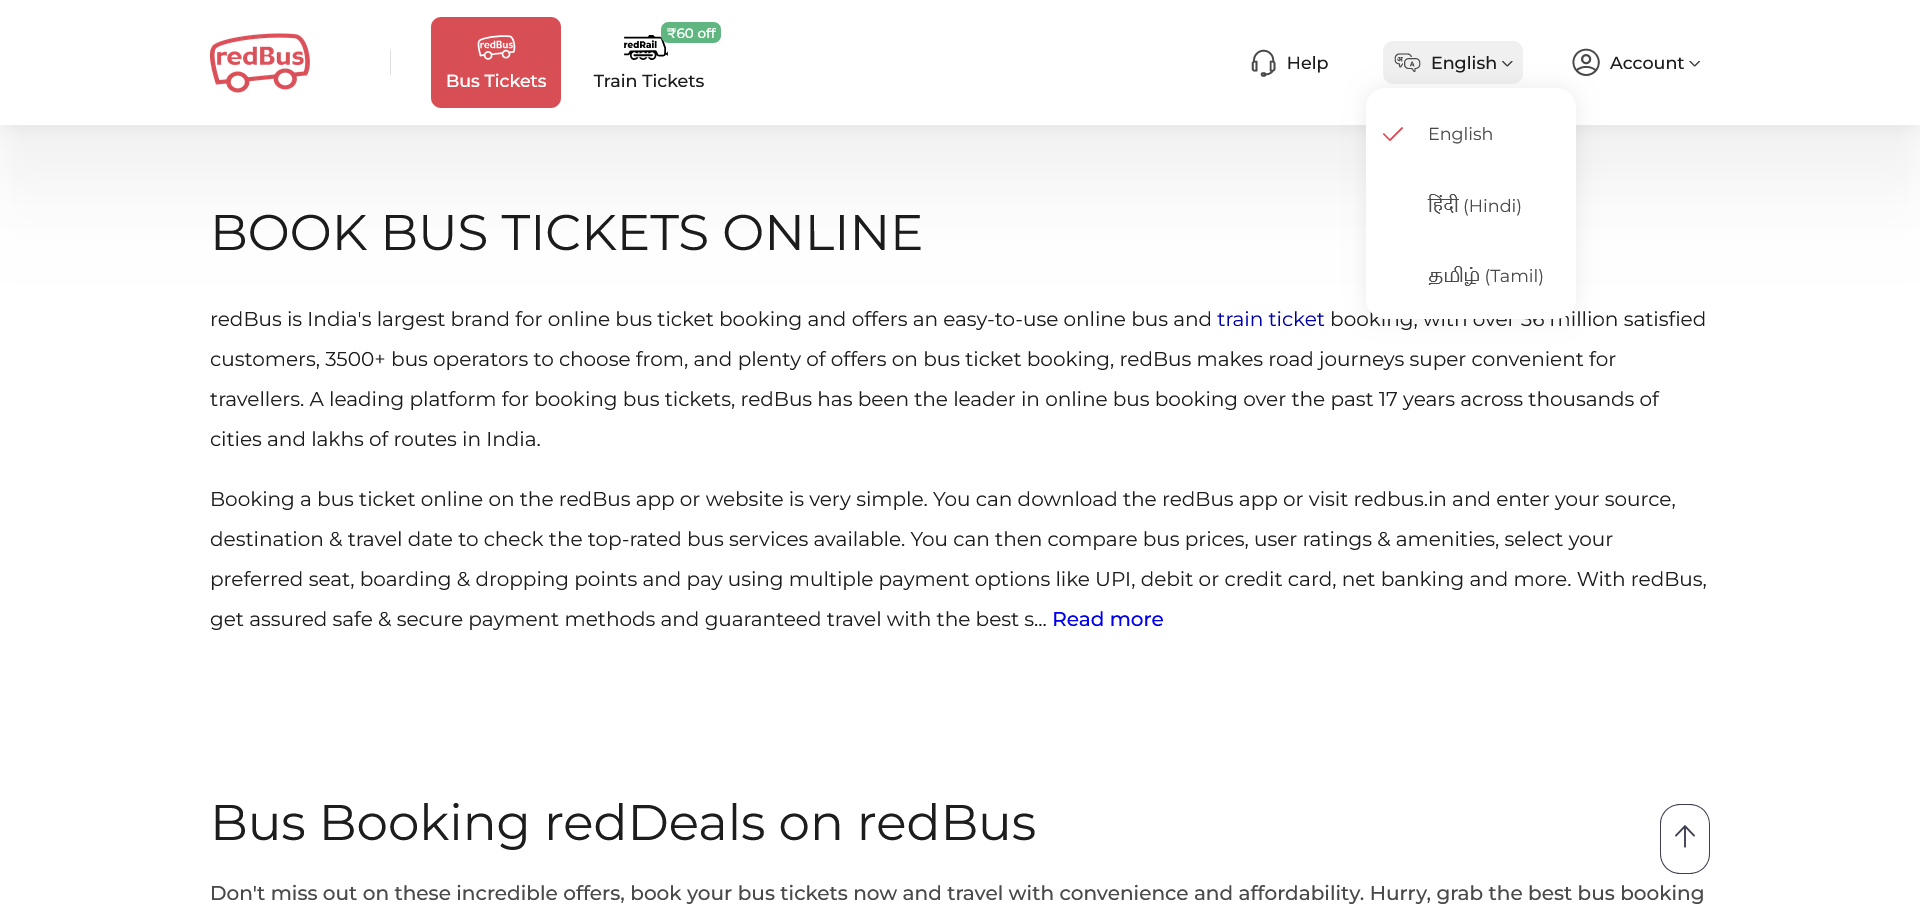 redBus
redBus
Bus Tickets
redRail
₹60 off
Train Tickets
Help
English
Account
English
हिंदी (Hindi)
தமிழ் (Tamil)
BOOK BUS TICKETS ONLINE
redBus is India's largest brand for online bus ticket booking and offers an easy-to-use online bus and train ticket booking, with over 36 million satisfied
customers, 3500+ bus operators to choose from, and plenty of offers on bus ticket booking, redBus makes road journeys super convenient for
travellers. A leading platform for booking bus tickets, redBus has been the leader in online bus booking over the past 17 years across thousands of
cities and lakhs of routes in India.
Booking a bus ticket online on the redBus app or website is very simple. You can download the redBus app or visit redbus.in and enter your source,
destination & travel date to check the top-rated bus services available. You can then compare bus prices, user ratings & amenities, select your
preferred seat, boarding & dropping points and pay using multiple payment options like UPI, debit or credit card, net banking and more. With redBus,
get assured safe & secure payment methods and guaranteed travel with the best s... Read more
Bus Booking redDeals on redBus
Don't miss out on these incredible offers, book your bus tickets now and travel with convenience and affordability. Hurry, grab the best bus booking